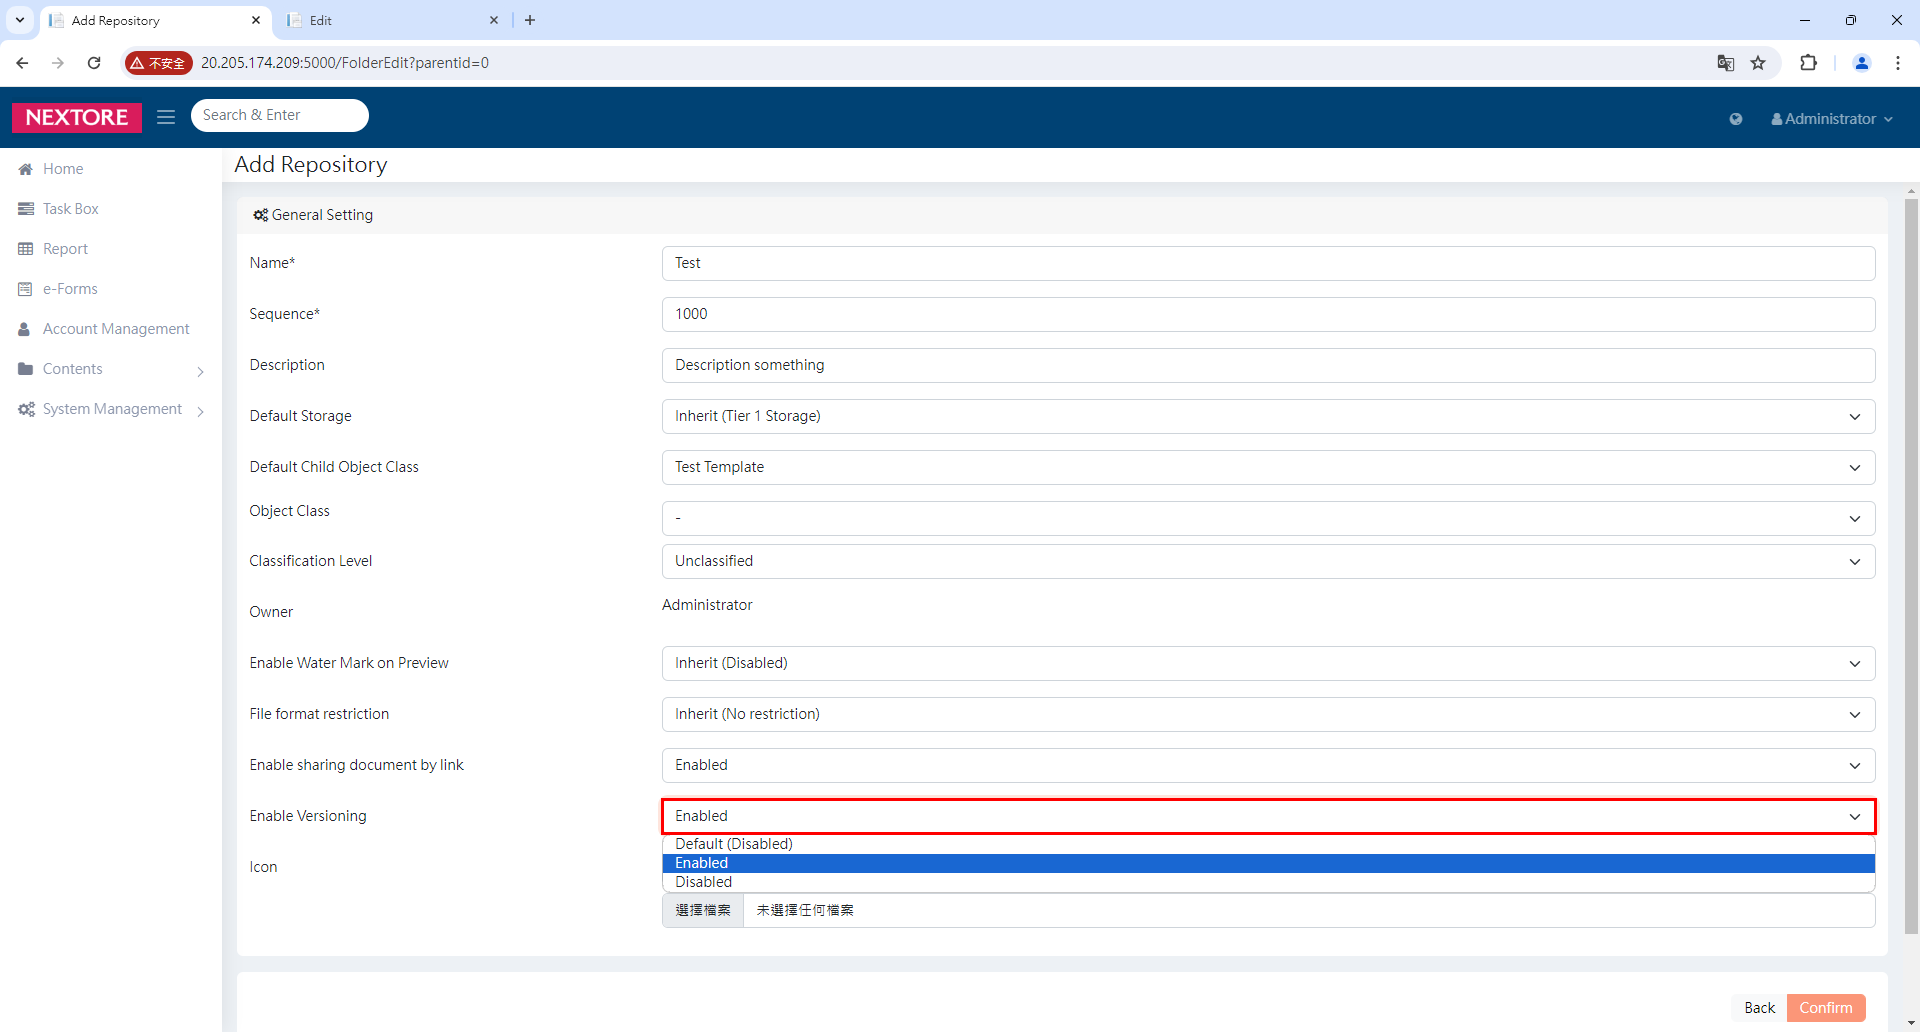 Add Repository
Edit
不安全
20.205.174.209:5000/FolderEdit?parentid=0
NEXTORE
Search & Enter
Administrator
Home
Task Box
Report
e-Forms
Account Management
Contents
System Management
Add Repository
General Setting
Name*
Test
Sequence*
1000
Description
Description something
Default Storage
Inherit (Tier 1 Storage)
Default Child Object Class
Test Template
Object Class
-
Classification Level
Unclassified
Owner
Administrator
Enable Water Mark on Preview
Inherit (Disabled)
File format restriction
Inherit (No restriction)
Enable sharing document by link
Enabled
Enable Versioning
Enabled
Default (Disabled)
Enabled
Disabled
Icon
選擇檔案 未選擇任何檔案
Back
Confirm